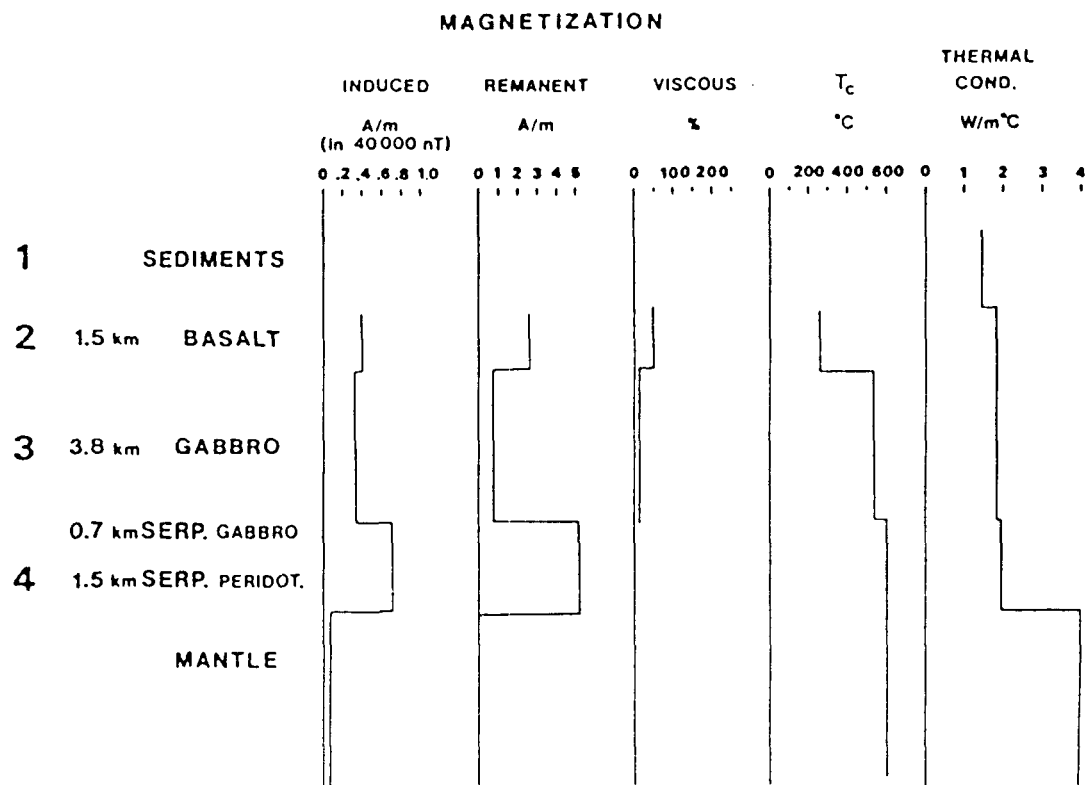 MAGNETIZATION
INDUCED REMANENT VISCOUS Tc THERMAL COND.
A/m (in 40 000 nT) A/m % °C W/m°C
0 .2 .4 .6 .8 1.0 0 1 2 3 4 5 0 100 200 0 200 400 600 0 1 2 3 4
1 SEDIMENTS
2 1.5 km BASALT
3 3.8 km GABBRO
0.7 km SERP. GABBRO
4 1.5 km SERP. PERIDOT.
MANTLE